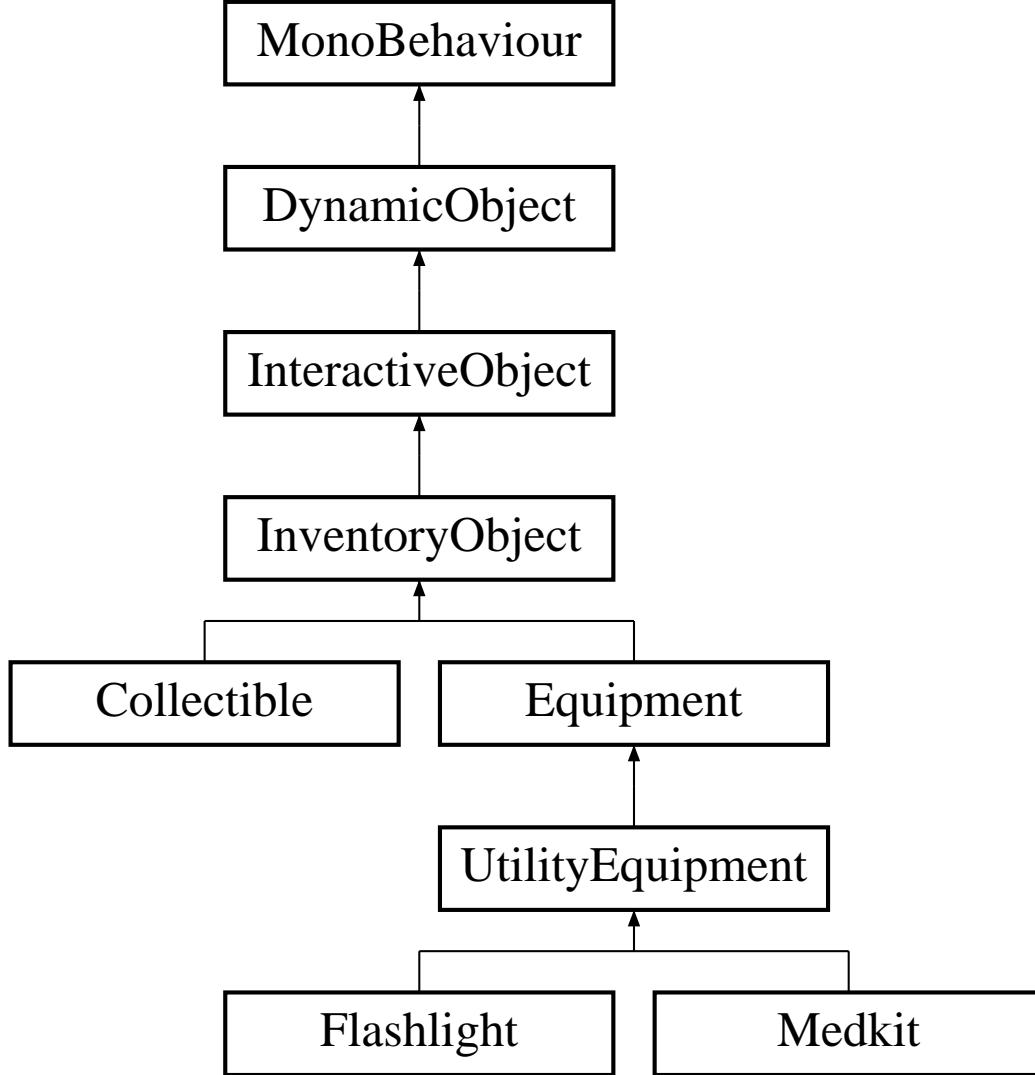 MonoBehaviour
DynamicObject
InteractiveObject
InventoryObject
Collectible
Equipment
UtilityEquipment
Flashlight
Medkit